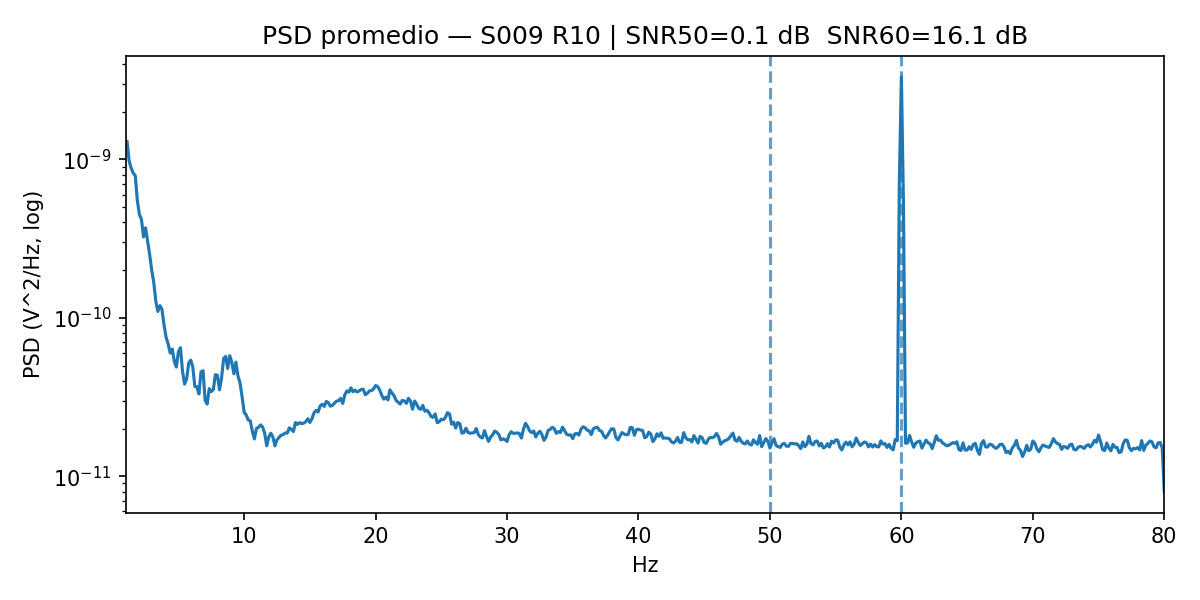 PSD promedio — S009 R10 | SNR50=0.1 dB  SNR60=16.1 dB
PSD (V^2/Hz, log)
10⁻⁹
10⁻¹⁰
10⁻¹¹
10 20 30 40 50 60 70 80
Hz